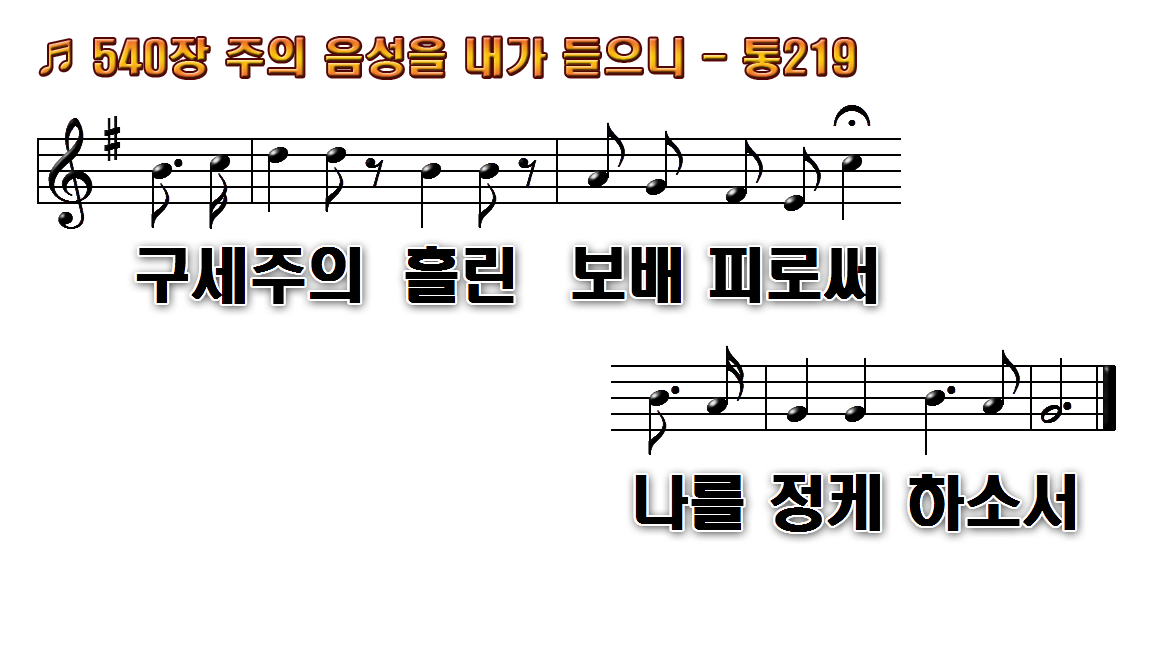 ♬ 540장 주의 음성을 내가 들으니 - 통219
구세주의 흘린 보배 피로써
나를 정케 하소서